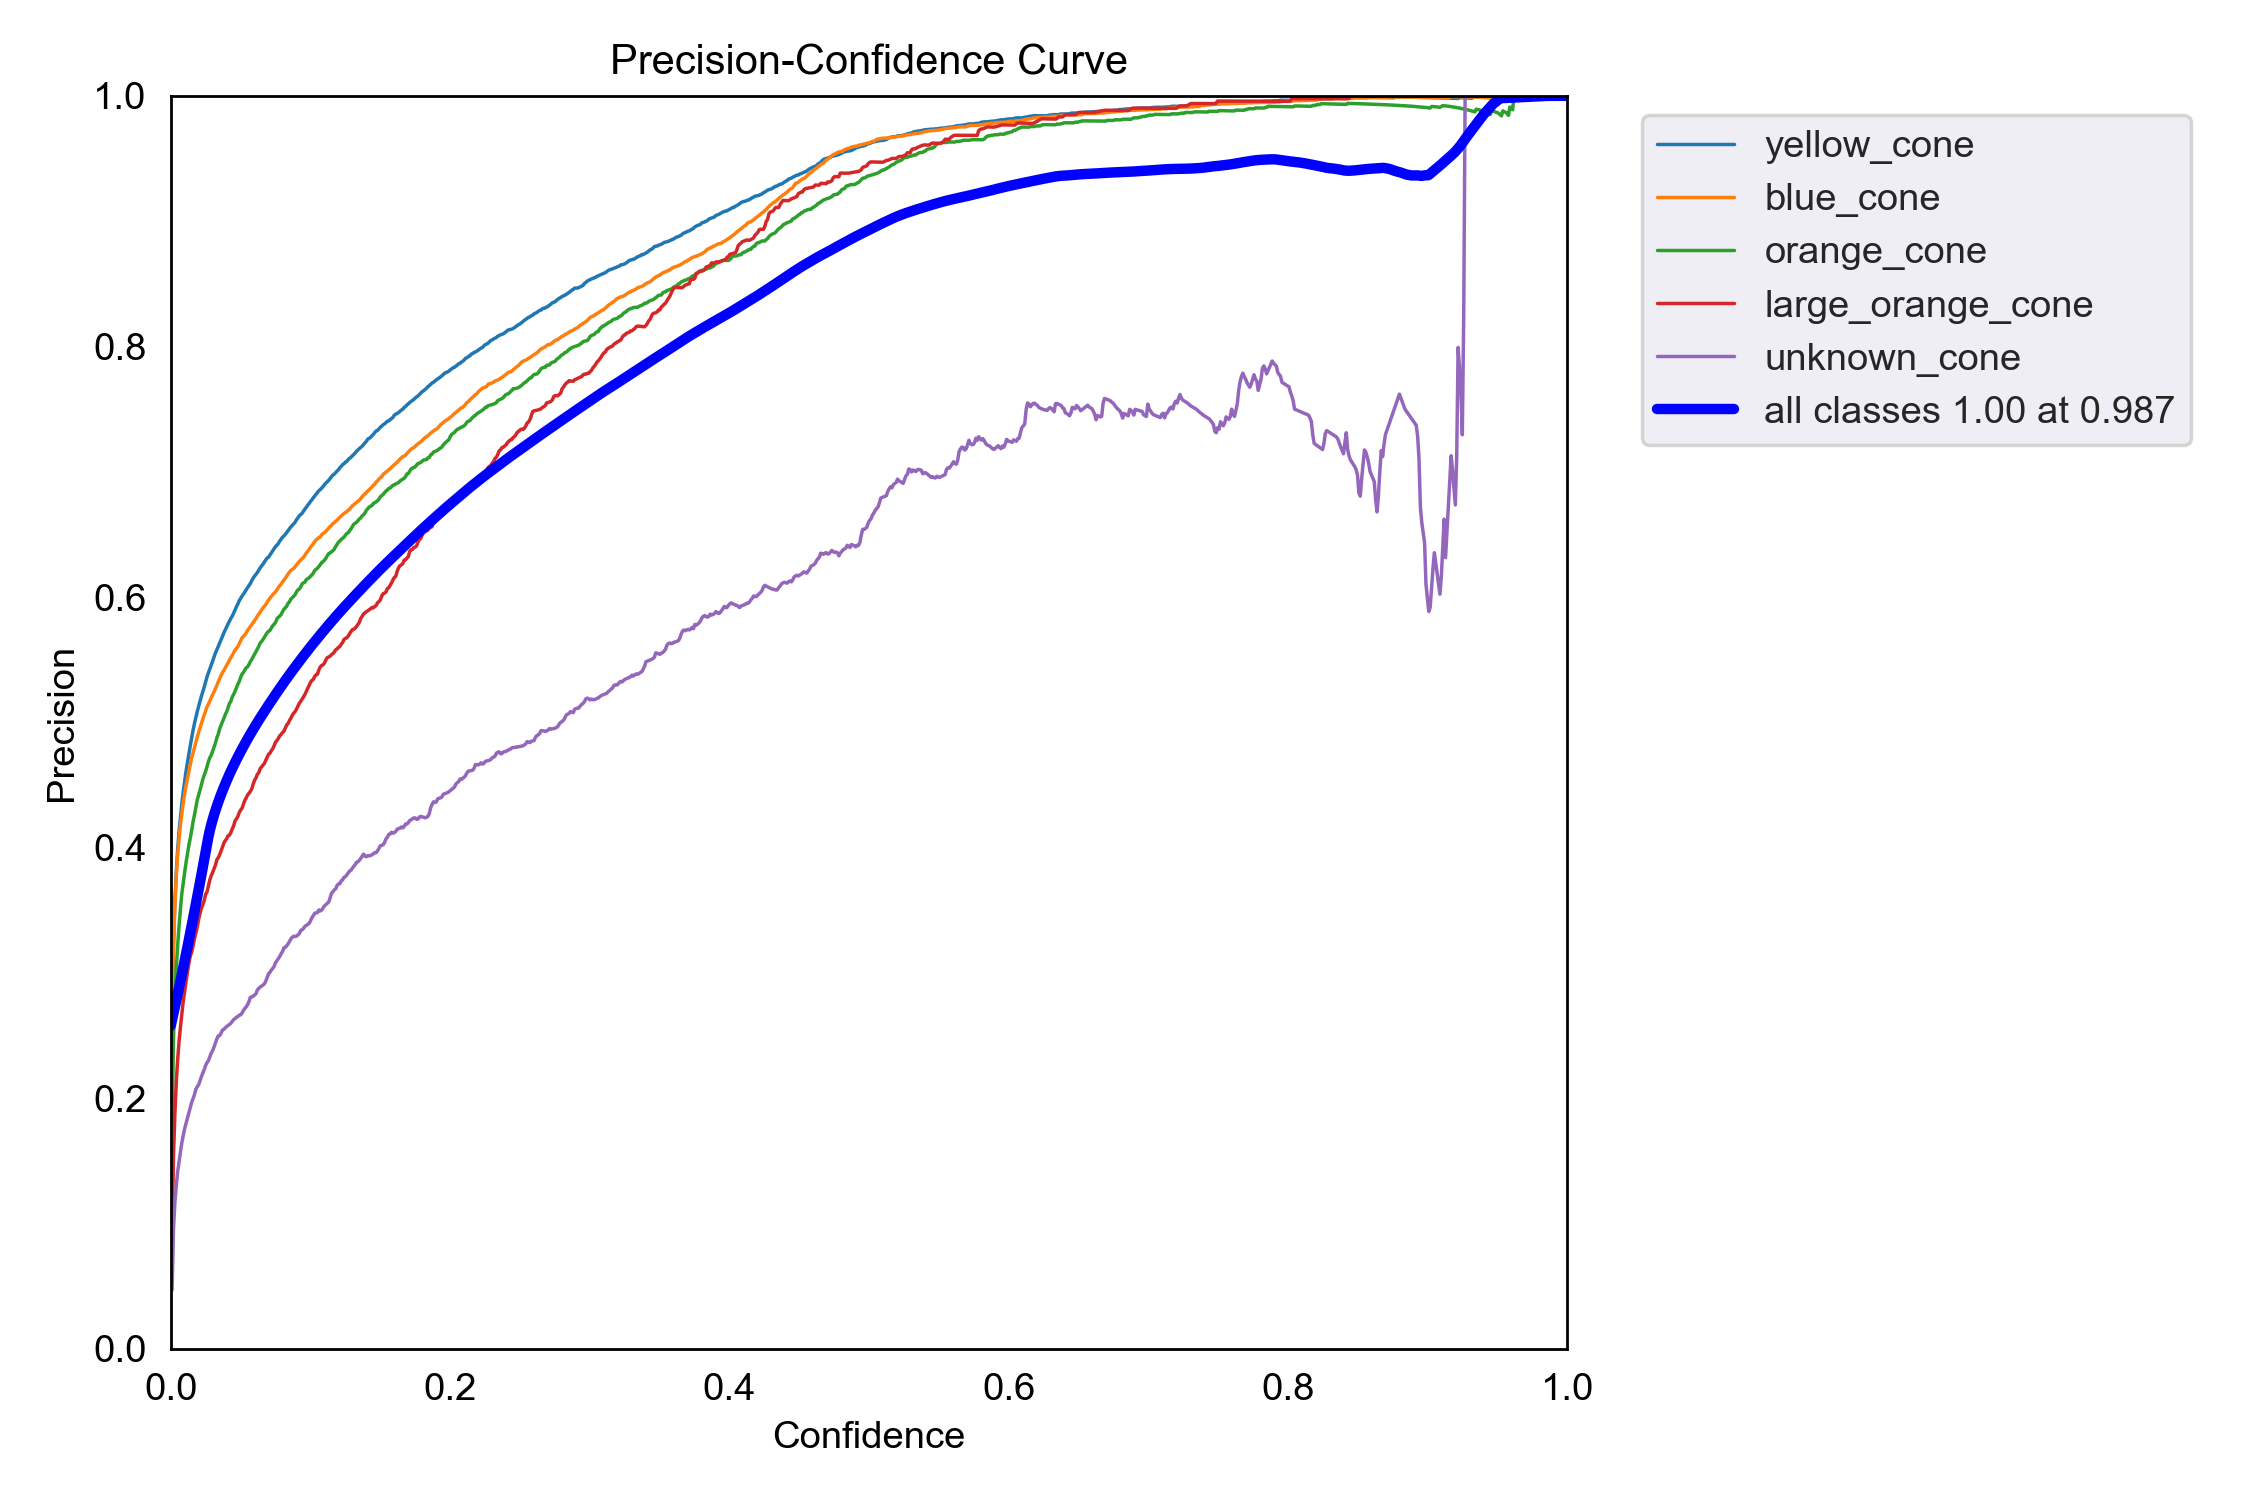 Precision-Confidence Curve
1.0
0.8
0.6
0.4
0.2
0.0
Precision
0.0 0.2 0.4 0.6 0.8 1.0
Confidence
yellow_cone
blue_cone
orange_cone
large_orange_cone
unknown_cone
all classes 1.00 at 0.987